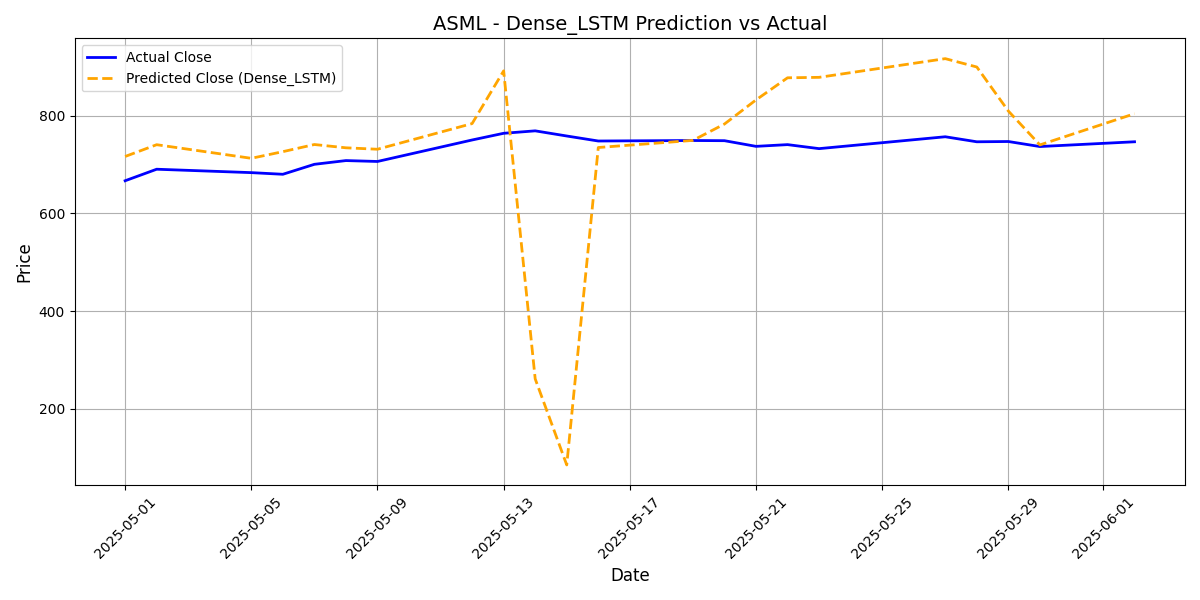 ASML - Dense_LSTM Prediction vs Actual
Actual Close
Predicted Close (Dense_LSTM)
Price
800
600
400
200
2025-05-01
2025-05-05
2025-05-09
2025-05-13
2025-05-17
2025-05-21
2025-05-25
2025-05-29
2025-06-01
Date